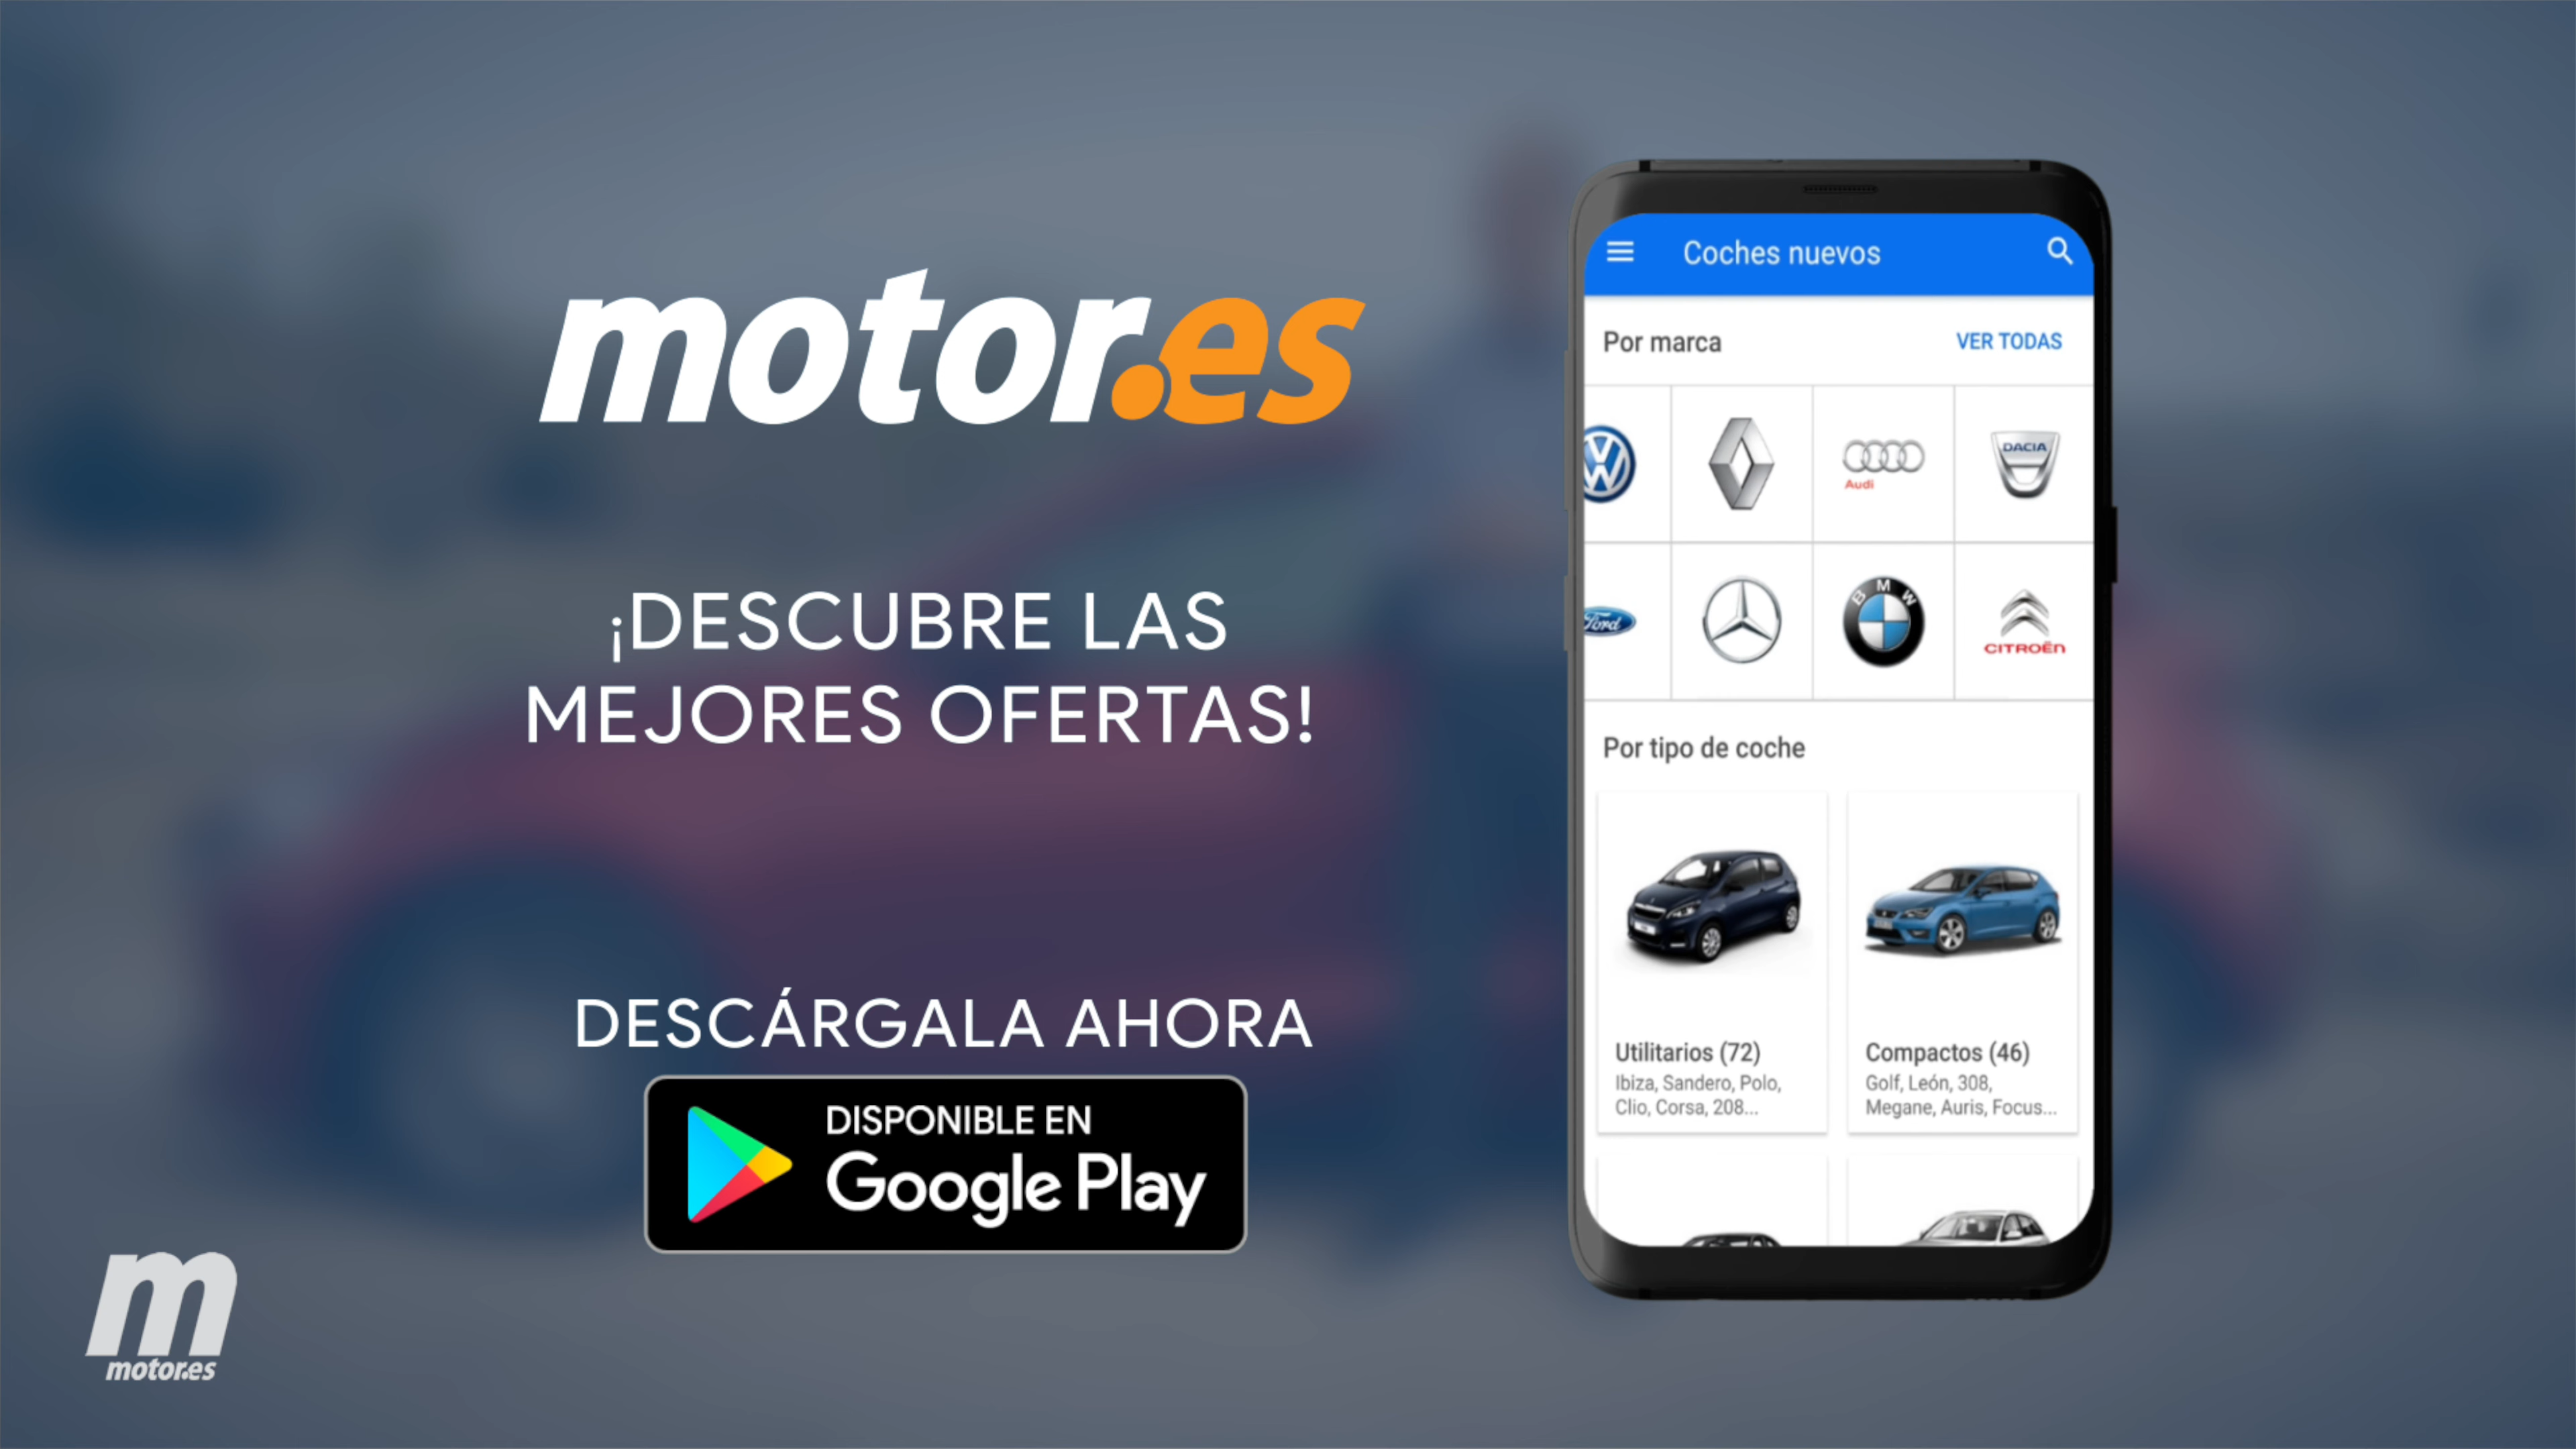 motor.es
¡DESCUBRE LAS
MEJORES OFERTAS!
DESCÁRGALA AHORA
DISPONIBLE EN
Google Play
m
motor.es
Coches nuevos
Por marca
VER TODAS
VW
Audi
DACIA
Ford
BMW
CITROËN
Por tipo de coche
Utilitarios (72)
Ibiza, Sandero, Polo,
Clio, Corsa, 208...
Compactos (46)
Golf, León, 308,
Megane, Auris, Focus...